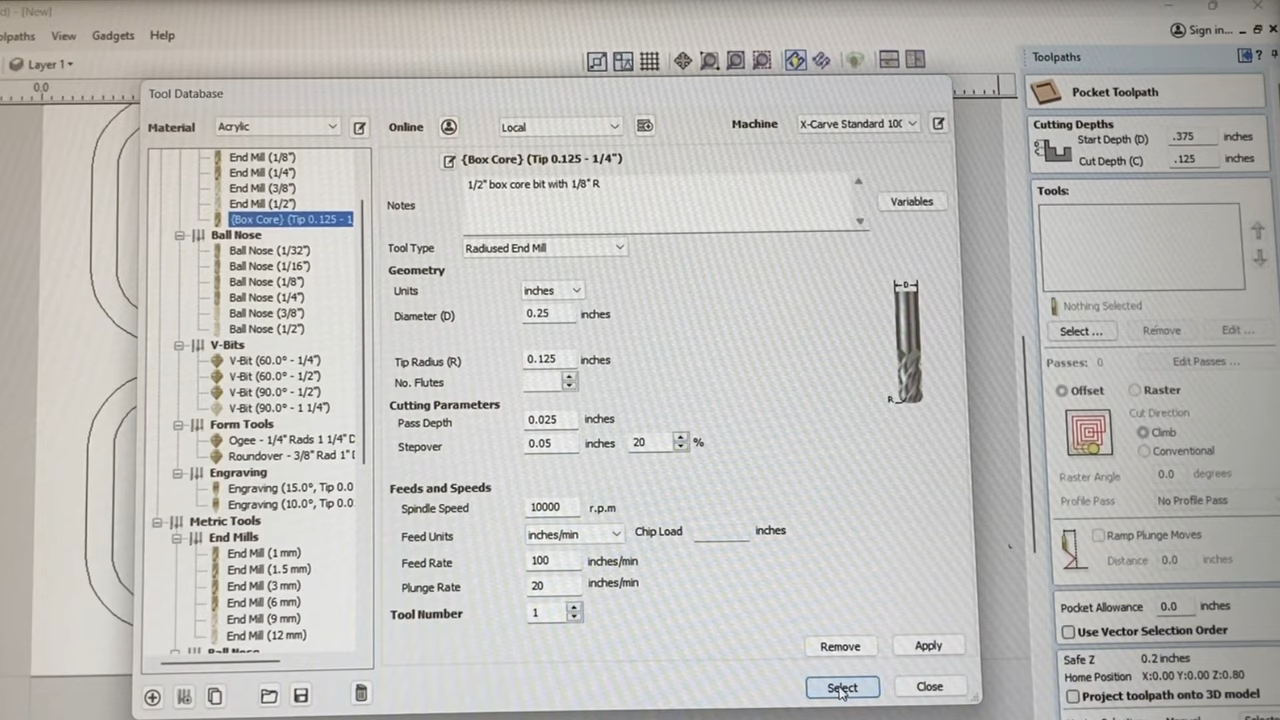 d) - [New]
olpaths View Gadgets Help
Sign in...
Layer 1
0.0
Toolpaths
Tool Database
Material Acrylic
Online Local
Machine X-Carve Standard 100
Pocket Toolpath
Cutting Depths
Start Depth (D) .375 inches
Cut Depth (C) .125 inches
Tools:
Nothing Selected
Select ... Remove Edit ...
Passes: 0 Edit Passes ...
Offset Raster
Cut Direction
Climb
Conventional
Raster Angle 0.0 degrees
Profile Pass No Profile Pass
Ramp Plunge Moves
Distance 0.0 inches
Pocket Allowance 0.0 inches
Use Vector Selection Order
Safe Z 0.2 inches
Home Position X:0.00 Y:0.00 Z:0.80
Project toolpath onto 3D model
End Mill (1/8")
End Mill (1/4")
End Mill (3/8")
End Mill (1/2")
{Box Core} (Tip 0.125 - 1
Ball Nose
Ball Nose (1/32")
Ball Nose (1/16")
Ball Nose (1/8")
Ball Nose (1/4")
Ball Nose (3/8")
Ball Nose (1/2")
V-Bits
V-Bit (60.0° - 1/4")
V-Bit (60.0° - 1/2")
V-Bit (90.0° - 1/2")
V-Bit (90.0° - 1 1/4")
Form Tools
Ogee - 1/4" Rads 1 1/4" D
Roundover - 3/8" Rad 1" D
Engraving
Engraving (15.0°, Tip 0.0
Engraving (10.0°, Tip 0.0
Metric Tools
End Mills
End Mill (1 mm)
End Mill (1.5 mm)
End Mill (3 mm)
End Mill (6 mm)
End Mill (9 mm)
End Mill (12 mm)
Ball Nose
{Box Core} (Tip 0.125 - 1/4")
Notes 1/2" box core bit with 1/8" R
Variables
Tool Type Radiused End Mill
Geometry
Units inches
Diameter (D) 0.25 inches
Tip Radius (R) 0.125 inches
No. Flutes
D
R
Cutting Parameters
Pass Depth 0.025 inches
Stepover 0.05 inches 20 %
Feeds and Speeds
Spindle Speed 10000 r.p.m
Feed Units inches/min Chip Load inches
Feed Rate 100 inches/min
Plunge Rate 20 inches/min
Tool Number 1
Remove Apply
Select Close